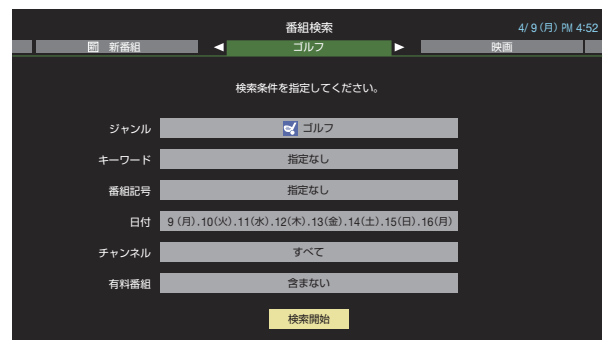 番組検索
4/ 9 (月) PM 4:52
新番組 ◀ ゴルフ ▶ 映画
検索条件を指定してください。
ジャンル ゴルフ
キーワード 指定なし
番組記号 指定なし
日付 9 (月).10(火).11(水).12(木).13(金).14(土).15(日).16(月)
チャンネル すべて
有料番組 含まない
検索開始